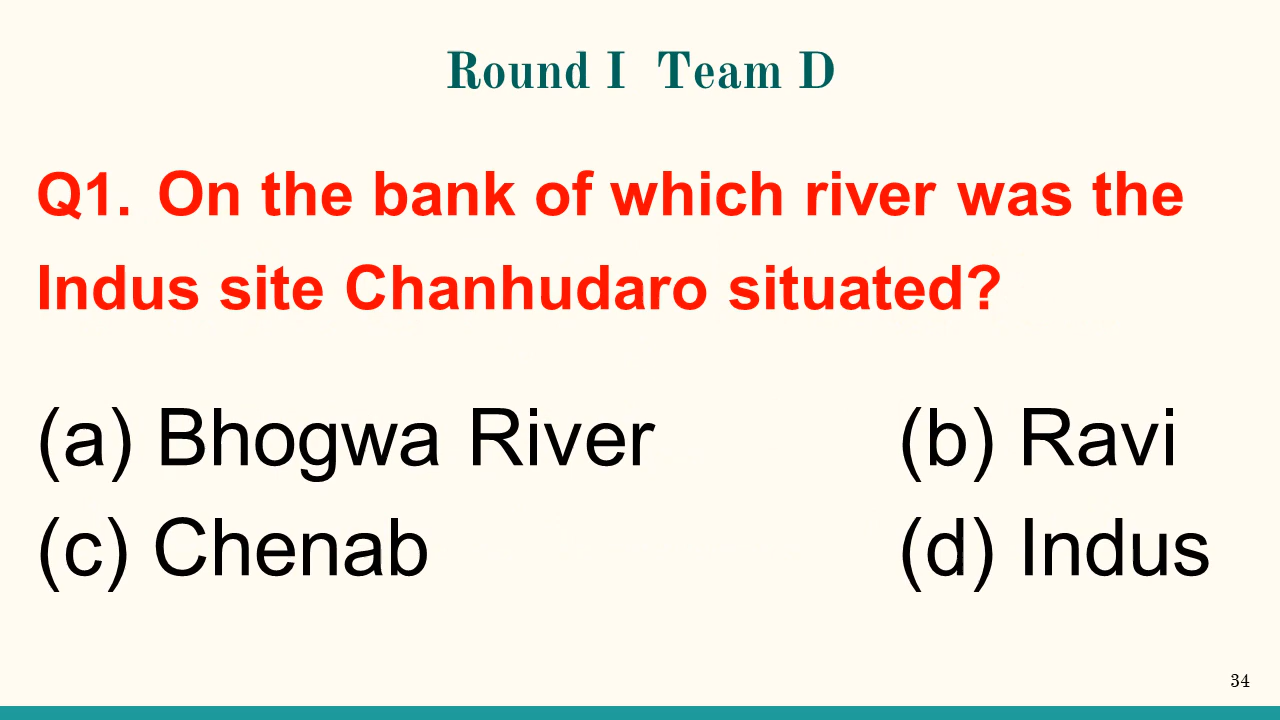 Round I Team D
Q1. On the bank of which river was the
Indus site Chanhudaro situated?
(a) Bhogwa River (b) Ravi
(c) Chenab (d) Indus
34